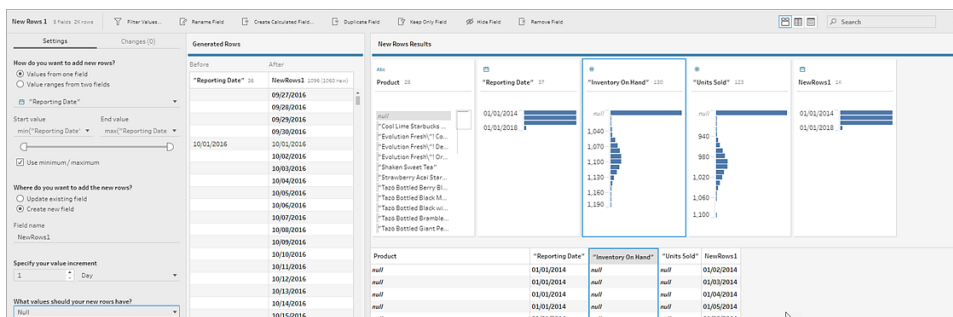 New Rows 1 5 fields 2K rows Filter Values... Rename Field Create Calculated Field... Duplicate Field Keep Only Field Hide Field Remove Field Search
Settings Changes (0)
How do you want to add new rows?
Values from one field
Value ranges from two fields
"Reporting Date"
Start value End value
min("Reporting Date' max("Reporting Date
Use minimum / maximum
Where do you want to add the new rows?
Update existing field
Create new field
Field name
NewRows1
Specify your value increment
1 Day
What values should your new rows have?
Null
Generated Rows
Before After
"Reporting Date" 36 NewRows1 1096 (1060 new)
09/27/2016
09/28/2016
09/29/2016
09/30/2016
10/01/2016 10/01/2016
10/02/2016
10/03/2016
10/04/2016
10/05/2016
10/06/2016
10/07/2016
10/08/2016
10/09/2016
10/10/2016
10/11/2016
10/12/2016
10/13/2016
10/14/2016
10/15/2016
New Rows Results
Abc
Product 28
null
"Cool Lime Starbucks ...
"Evolution Fresh\"! Co...
"Evolution Fresh\"! De...
"Evolution Fresh\"! Or...
"Shaken Sweet Tea"
"Strawberry Acai Star...
"Tazo Bottled Berry Bl...
"Tazo Bottled Black M...
"Tazo Bottled Black wi...
"Tazo Bottled Bramble...
"Tazo Bottled Giant Pe...
"Reporting Date" 37
01/01/2014
01/01/2018
"Inventory On Hand" 130
null
1,040
1,070
1,100
1,130
1,160
1,190
"Units Sold" 123
null
940
980
1,020
1,060
1,100
NewRows1 1K
01/01/2014
01/01/2018
Product "Reporting Date" "Inventory On Hand" "Units Sold" NewRows1
null 01/01/2014 null null 01/02/2014
null 01/01/2014 null null 01/03/2014
null 01/01/2014 null null 01/04/2014
null 01/01/2014 null null 01/05/2014